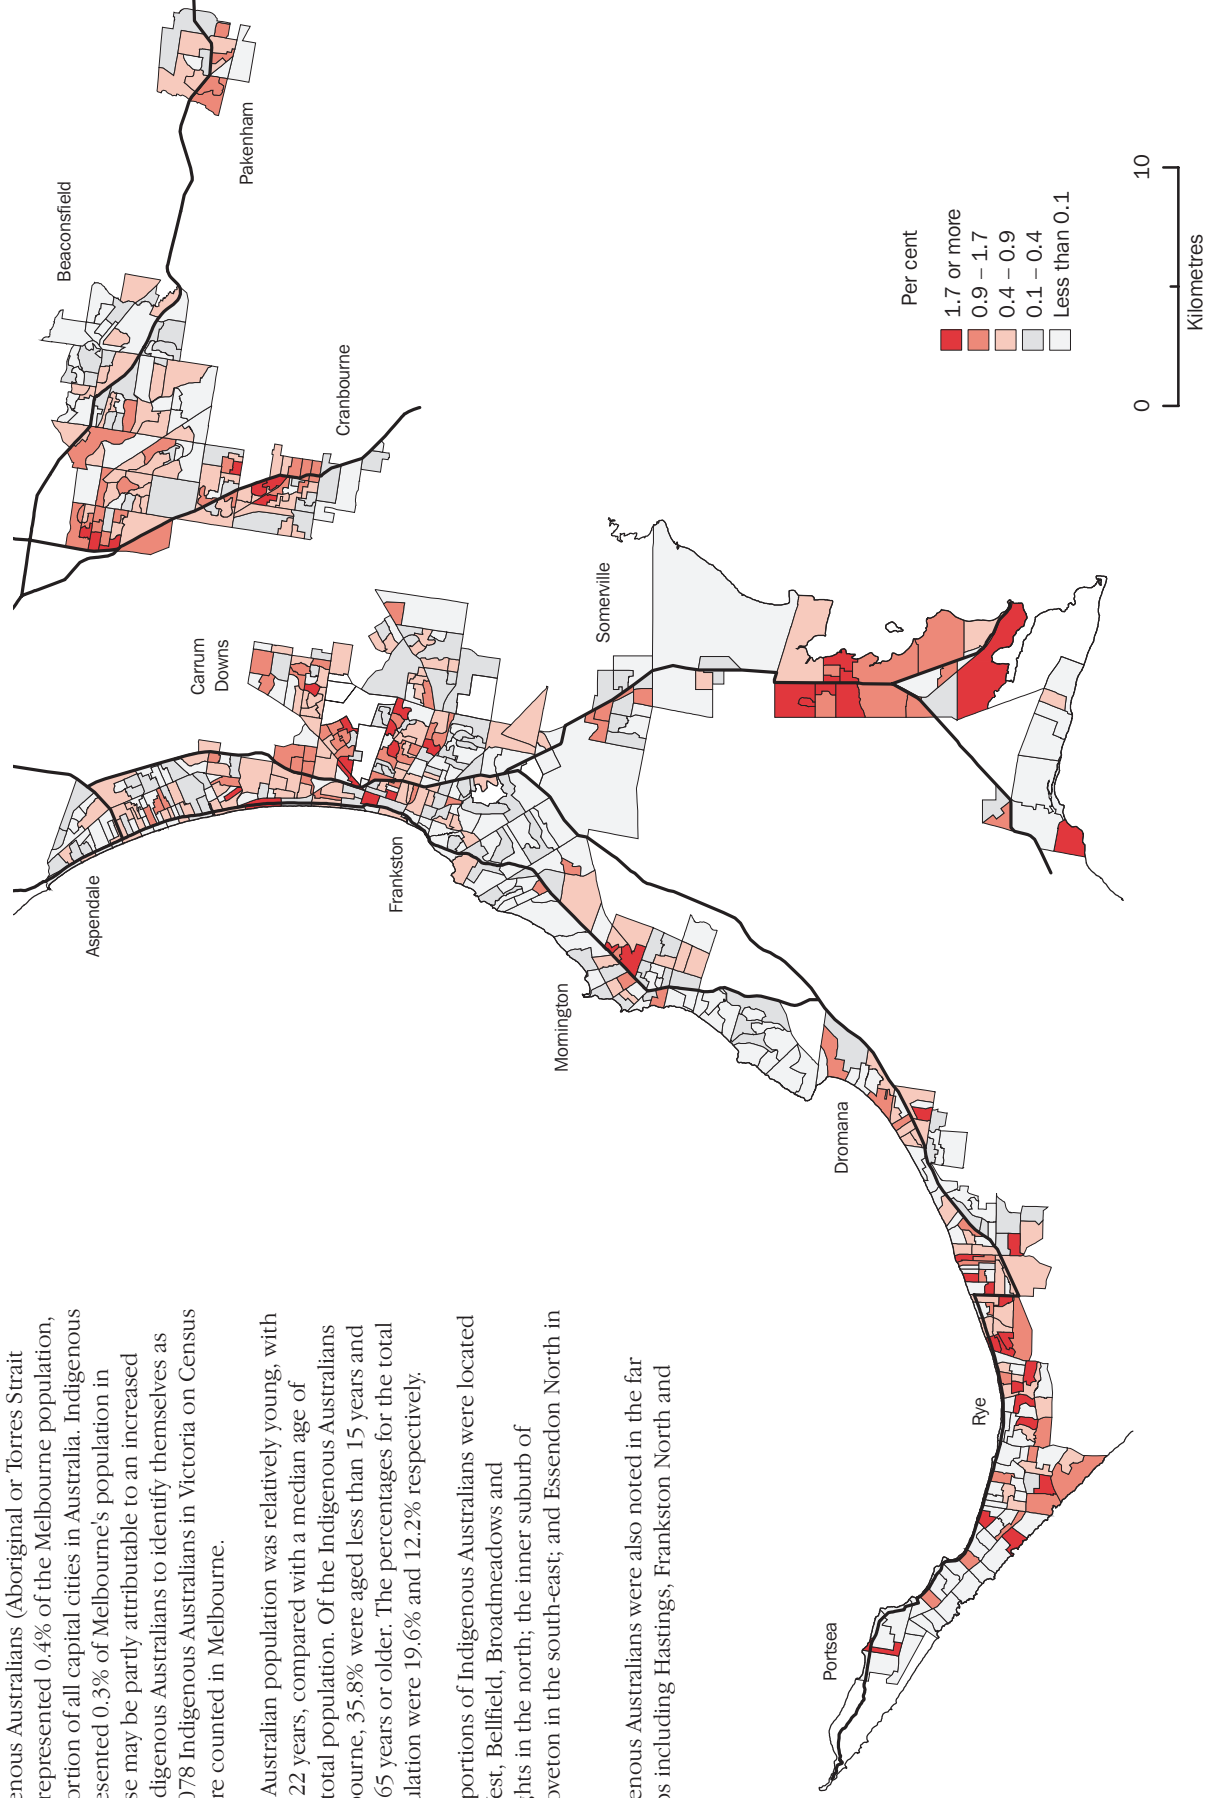 enous Australians (Aboriginal or Torres Strait
represented 0.4% of the Melbourne population,
ortion of all capital cities in Australia. Indigenous
esented 0.3% of Melbourne's population in
se may be partly attributable to an increased
digenous Australians to identify themselves as
078 Indigenous Australians in Victoria on Census
re counted in Melbourne.
Australian population was relatively young, with
22 years, compared with a median age of
total population. Of the Indigenous Australians
ourne, 35.8% were aged less than 15 years and
65 years or older. The percentages for the total
lation were 19.6% and 12.2% respectively.
portions of Indigenous Australians were located
est, Bellfield, Broadmeadows and
ghts in the north; the inner suburb of
oveton in the south-east; and Essendon North in
enous Australians were also noted in the far
bs including Hastings, Frankston North and
Portsea
Rye
Dromana
Mornington
Frankston
Aspendale
Carrum
Downs
Somerville
Cranbourne
Beaconsfield
Pakenham
Per cent
1.7 or more
0.9 – 1.7
0.4 – 0.9
0.1 – 0.4
Less than 0.1
0 10
Kilometres